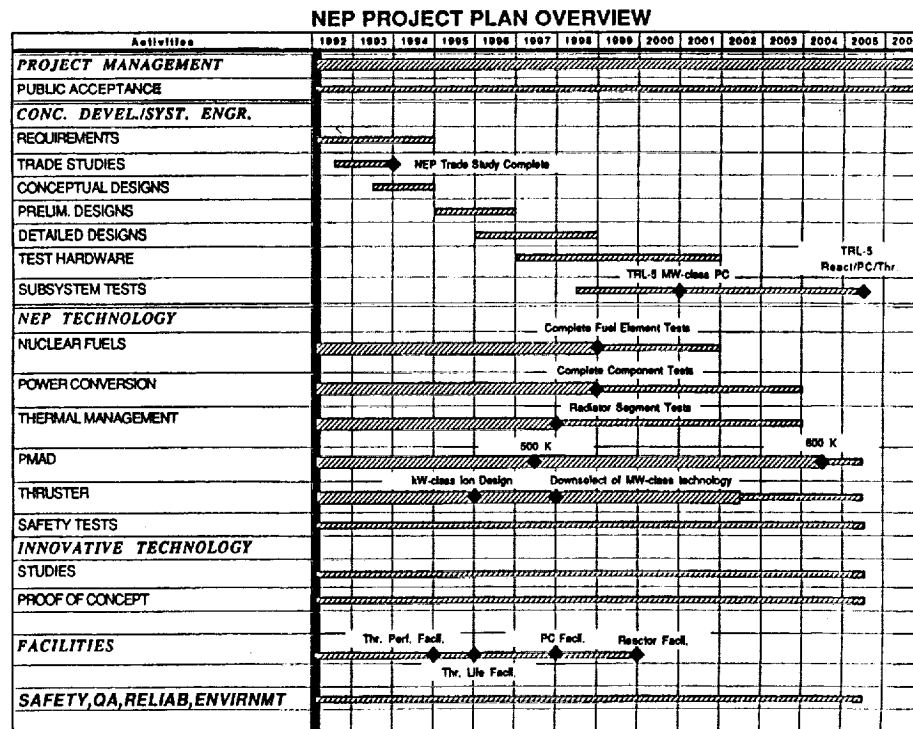 NEP PROJECT PLAN OVERVIEW
Activities 1992 1993 1994 1995 1996 1997 1998 1999 2000 2001 2002 2003 2004 2005 200
PROJECT MANAGEMENT
PUBLIC ACCEPTANCE
CONC. DEVEL./SYST. ENGR.
REQUIREMENTS
TRADE STUDIES NEP Trade Study Complete
CONCEPTUAL DESIGNS
PRELIM. DESIGNS
DETAILED DESIGNS
TEST HARDWARE TRL-5
React/PC/Thr.
TRL-5 MW-class PC
SUBSYSTEM TESTS
NEP TECHNOLOGY
Complete Fuel Element Tests
NUCLEAR FUELS
Complete Component Tests
POWER CONVERSION
Radiator Segment Tests
THERMAL MANAGEMENT
500 K 600 K
PMAD
kW-class Ion Design Downselect of MW-class technology
THRUSTER
SAFETY TESTS
INNOVATIVE TECHNOLOGY
STUDIES
PROOF OF CONCEPT
FACILITIES Thr. Perf. Facil. PC Facil. Reactor Facil.
Thr. Life Facil.
SAFETY,QA,RELIAB,ENVIRNMT